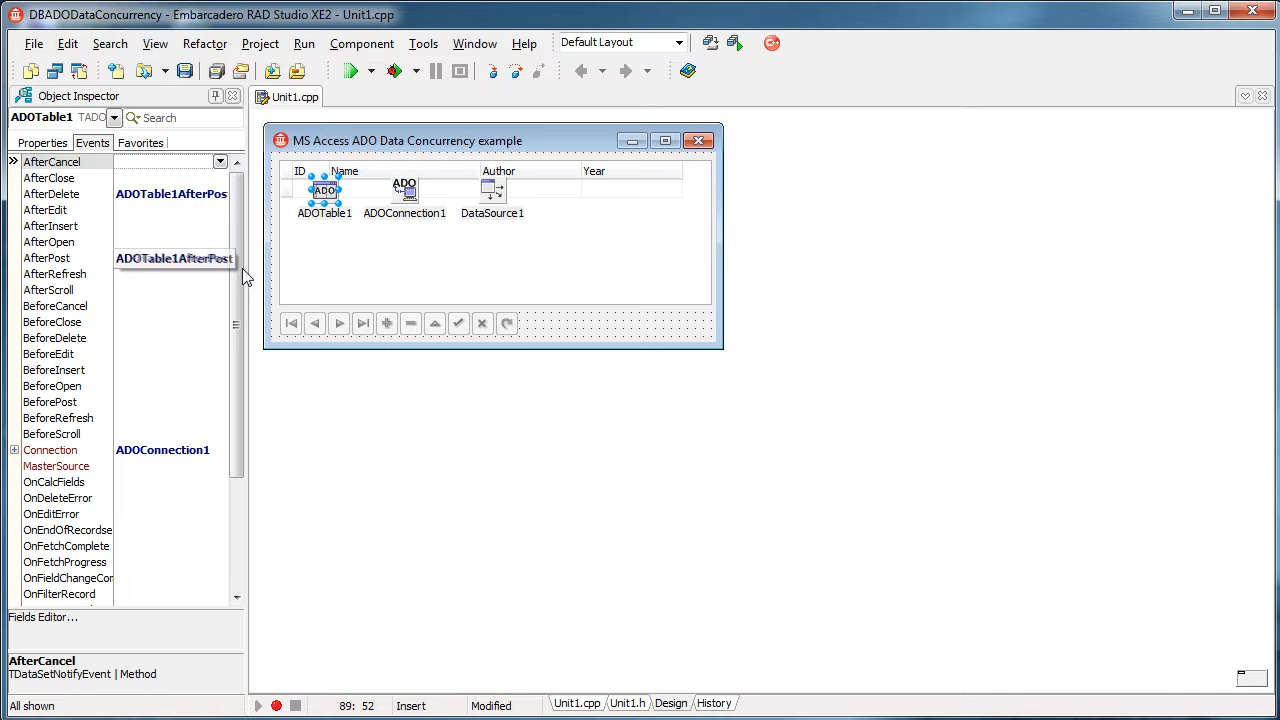 DBADODataConcurrency - Embarcadero RAD Studio XE2 - Unit1.cpp
File Edit Search View Refactor Project Run Component Tools Window Help Default Layout
Object Inspector
Unit1.cpp
ADOTable1 TADO Search
Properties Events Favorites
MS Access ADO Data Concurrency example
ID Name Author Year
ADO ADO
ADOTable1 ADOConnection1 DataSource1
AfterCancel
AfterClose
AfterDelete ADOTable1AfterPos
AfterEdit
AfterInsert
AfterOpen
AfterPost ADOTable1AfterPost
AfterRefresh
AfterScroll
BeforeCancel
BeforeClose
BeforeDelete
BeforeEdit
BeforeInsert
BeforeOpen
BeforePost
BeforeRefresh
BeforeScroll
Connection ADOConnection1
MasterSource
OnCalcFields
OnDeleteError
OnEditError
OnEndOfRecordse
OnFetchComplete
OnFetchProgress
OnFieldChangeCor
OnFilterRecord
Fields Editor...
AfterCancel
TDataSetNotifyEvent | Method
All shown
89: 52 Insert Modified Unit1.cpp Unit1.h Design History